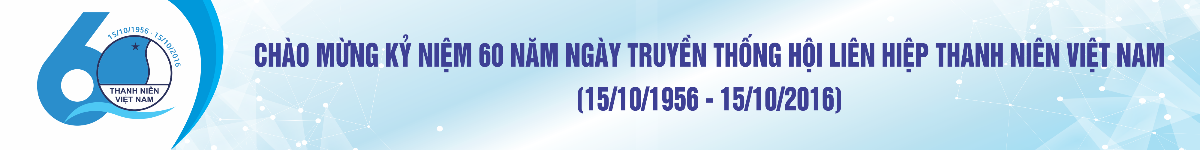 60
15/10/1956 - 15/10/2016
THANH NIÊN
VIỆT NAM
CHÀO MỪNG KỶ NIỆM 60 NĂM NGÀY TRUYỀN THỐNG HỘI LIÊN HIỆP THANH NIÊN VIỆT NAM
(15/10/1956 - 15/10/2016)